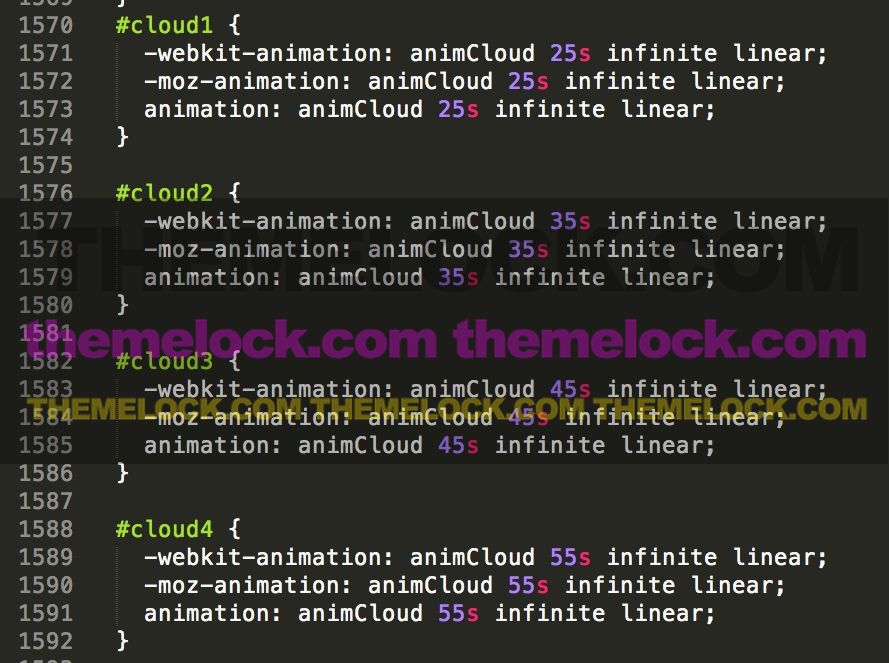 1570 #cloud1 {
1571 -webkit-animation: animCloud 25s infinite linear;
1572 -moz-animation: animCloud 25s infinite linear;
1573 animation: animCloud 25s infinite linear;
1574 }
1575
1576 #cloud2 {
1577 -webkit-animation: animCloud 35s infinite linear;
1578 -moz-animation: animCloud 35s infinite linear;
THEMELOCK.COM
1579 animation: animCloud 35s infinite linear;
1580 }
1581
themelock.com themelock.com
1582 #cloud3 {
1583 -webkit-animation: animCloud 45s infinite linear;
THEMELOCK.COM THEMELOCK.COM THEMELOCK.COM
1584 -moz-animation: animCloud 45s infinite linear;
1585 animation: animCloud 45s infinite linear;
1586 }
1587
1588 #cloud4 {
1589 -webkit-animation: animCloud 55s infinite linear;
1590 -moz-animation: animCloud 55s infinite linear;
1591 animation: animCloud 55s infinite linear;
1592 }